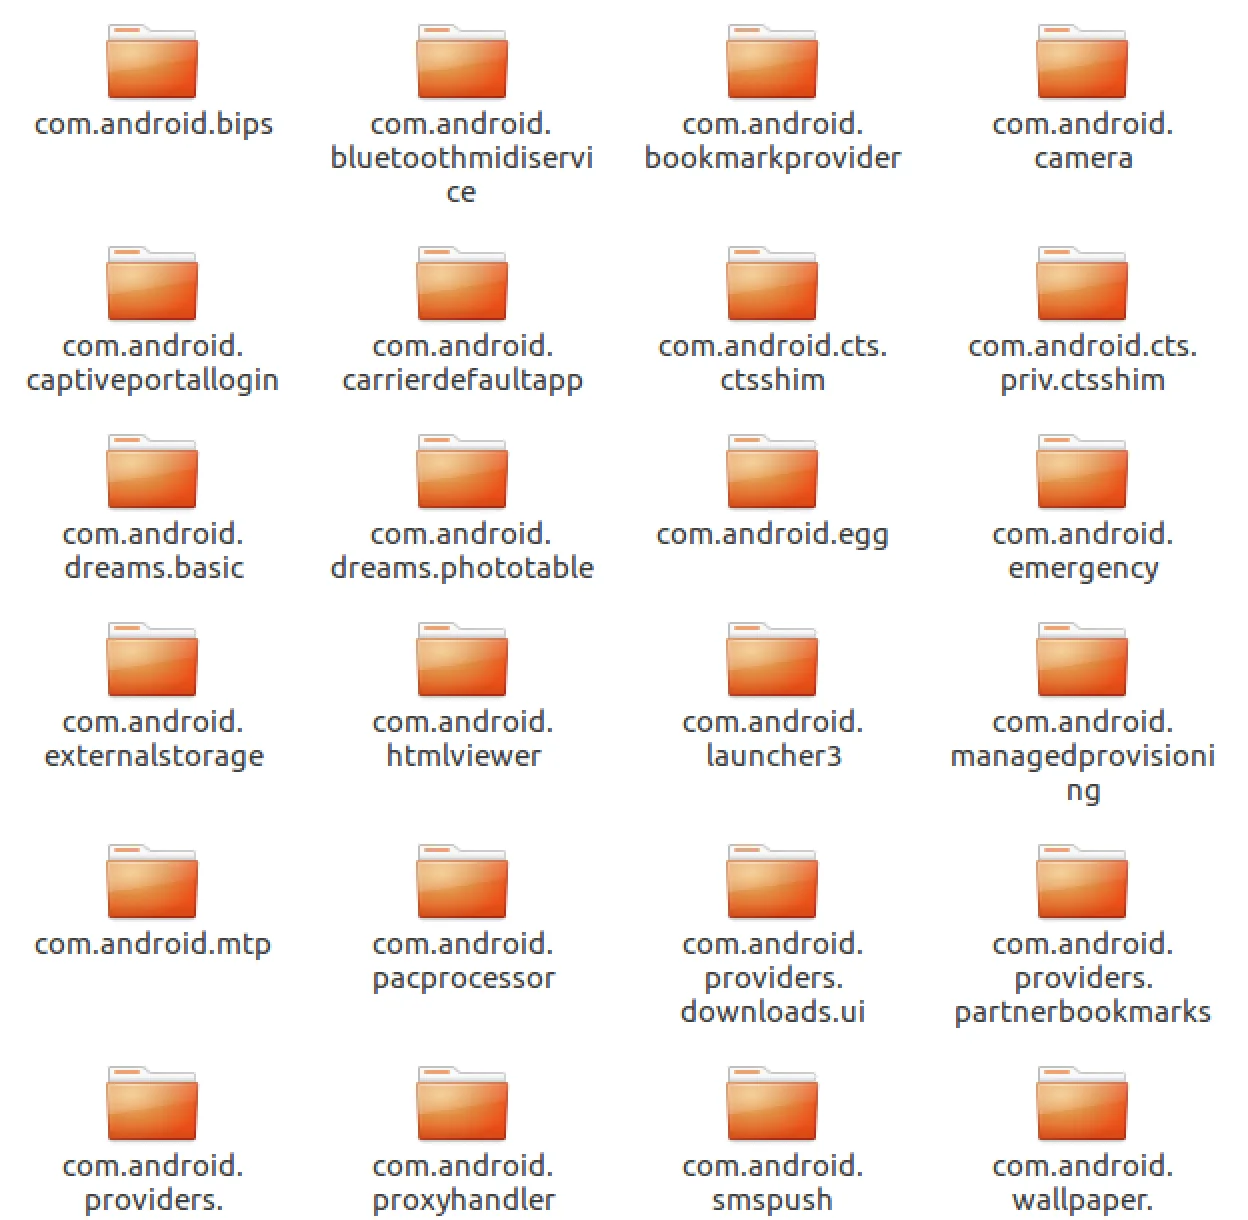 com.android.bips
com.android.
bluetoothmidiservi
ce
com.android.
bookmarkprovider
com.android.
camera
com.android.
captiveportallogin
com.android.
carrierdefaultapp
com.android.cts.
ctsshim
com.android.cts.
priv.ctsshim
com.android.
dreams.basic
com.android.
dreams.phototable
com.android.egg
com.android.
emergency
com.android.
externalstorage
com.android.
htmlviewer
com.android.
launcher3
com.android.
managedprovisioni
ng
com.android.mtp
com.android.
pacprocessor
com.android.
providers.
downloads.ui
com.android.
providers.
partnerbookmarks
com.android.
providers.
com.android.
proxyhandler
com.android.
smspush
com.android.
wallpaper.